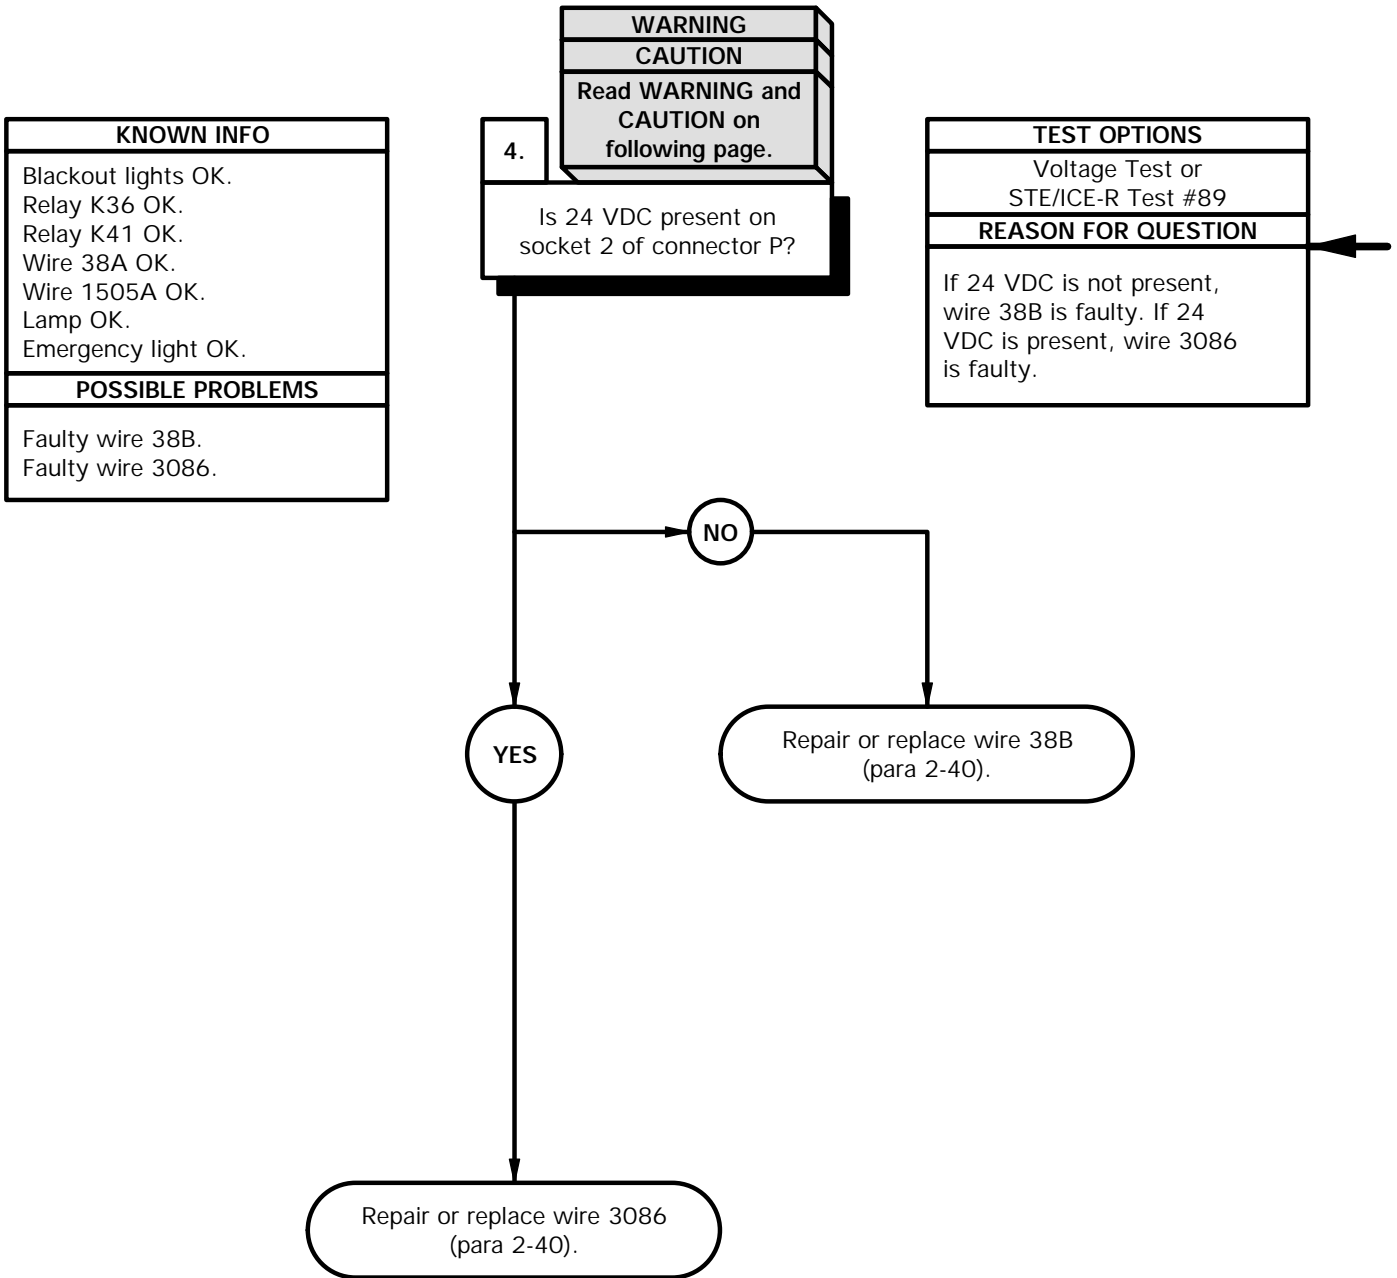 WARNING
CAUTION
Read WARNING and
CAUTION on
following page.
KNOWN INFO
Blackout lights OK.
Relay K36 OK.
Relay K41 OK.
Wire 38A OK.
Wire 1505A OK.
Lamp OK.
Emergency light OK.
POSSIBLE PROBLEMS
Faulty wire 38B.
Faulty wire 3086.
4.
Is 24 VDC present on
socket 2 of connector P?
TEST OPTIONS
Voltage Test or
STE/ICE-R Test #89
REASON FOR QUESTION
If 24 VDC is not present,
wire 38B is faulty. If 24
VDC is present, wire 3086
is faulty.
NO
YES
Repair or replace wire 38B
(para 2-40).
Repair or replace wire 3086
(para 2-40).